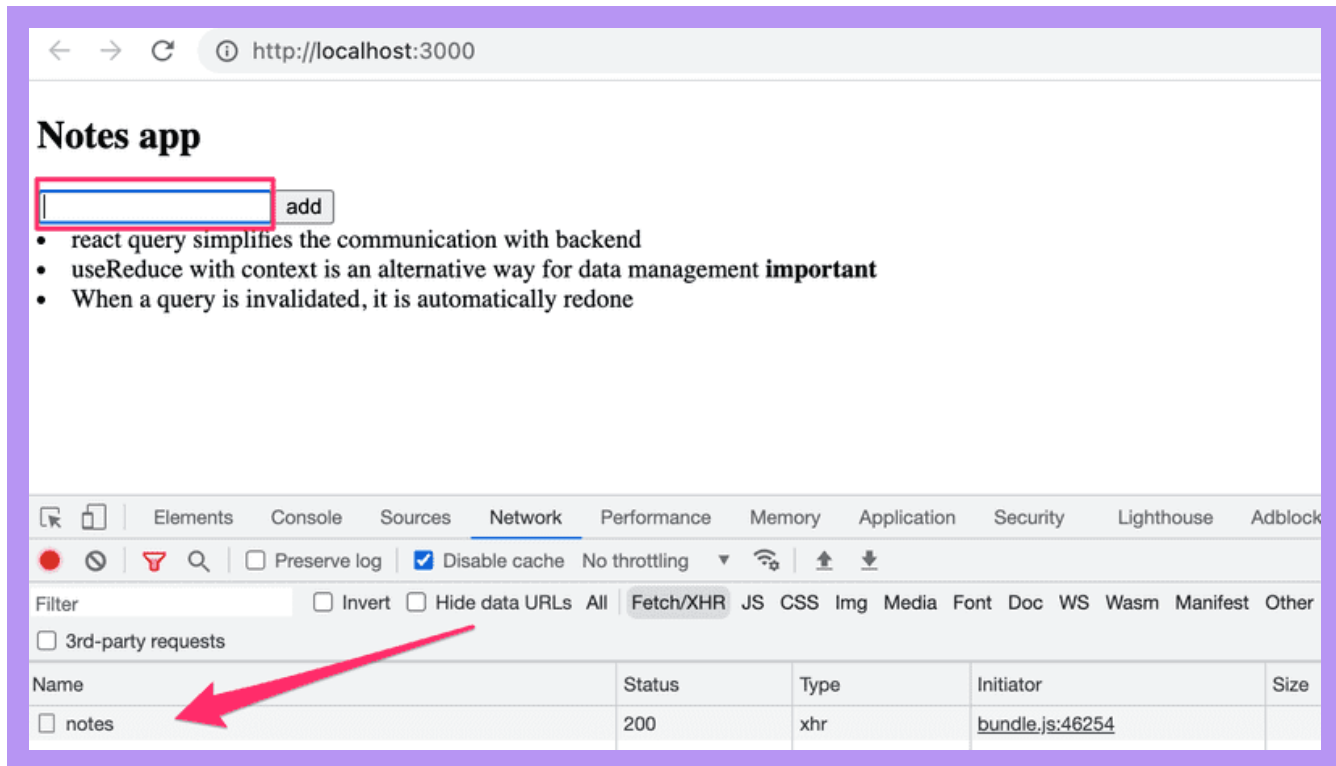 http://localhost:3000
Notes app
add
• react query simplifies the communication with backend
• useReduce with context is an alternative way for data management important
• When a query is invalidated, it is automatically redone
Elements Console Sources Network Performance Memory Application Security Lighthouse Adblock
Preserve log Disable cache No throttling
Filter Invert Hide data URLs All Fetch/XHR JS CSS Img Media Font Doc WS Wasm Manifest Other
3rd-party requests
Name Status Type Initiator Size
notes 200 xhr bundle.js:46254